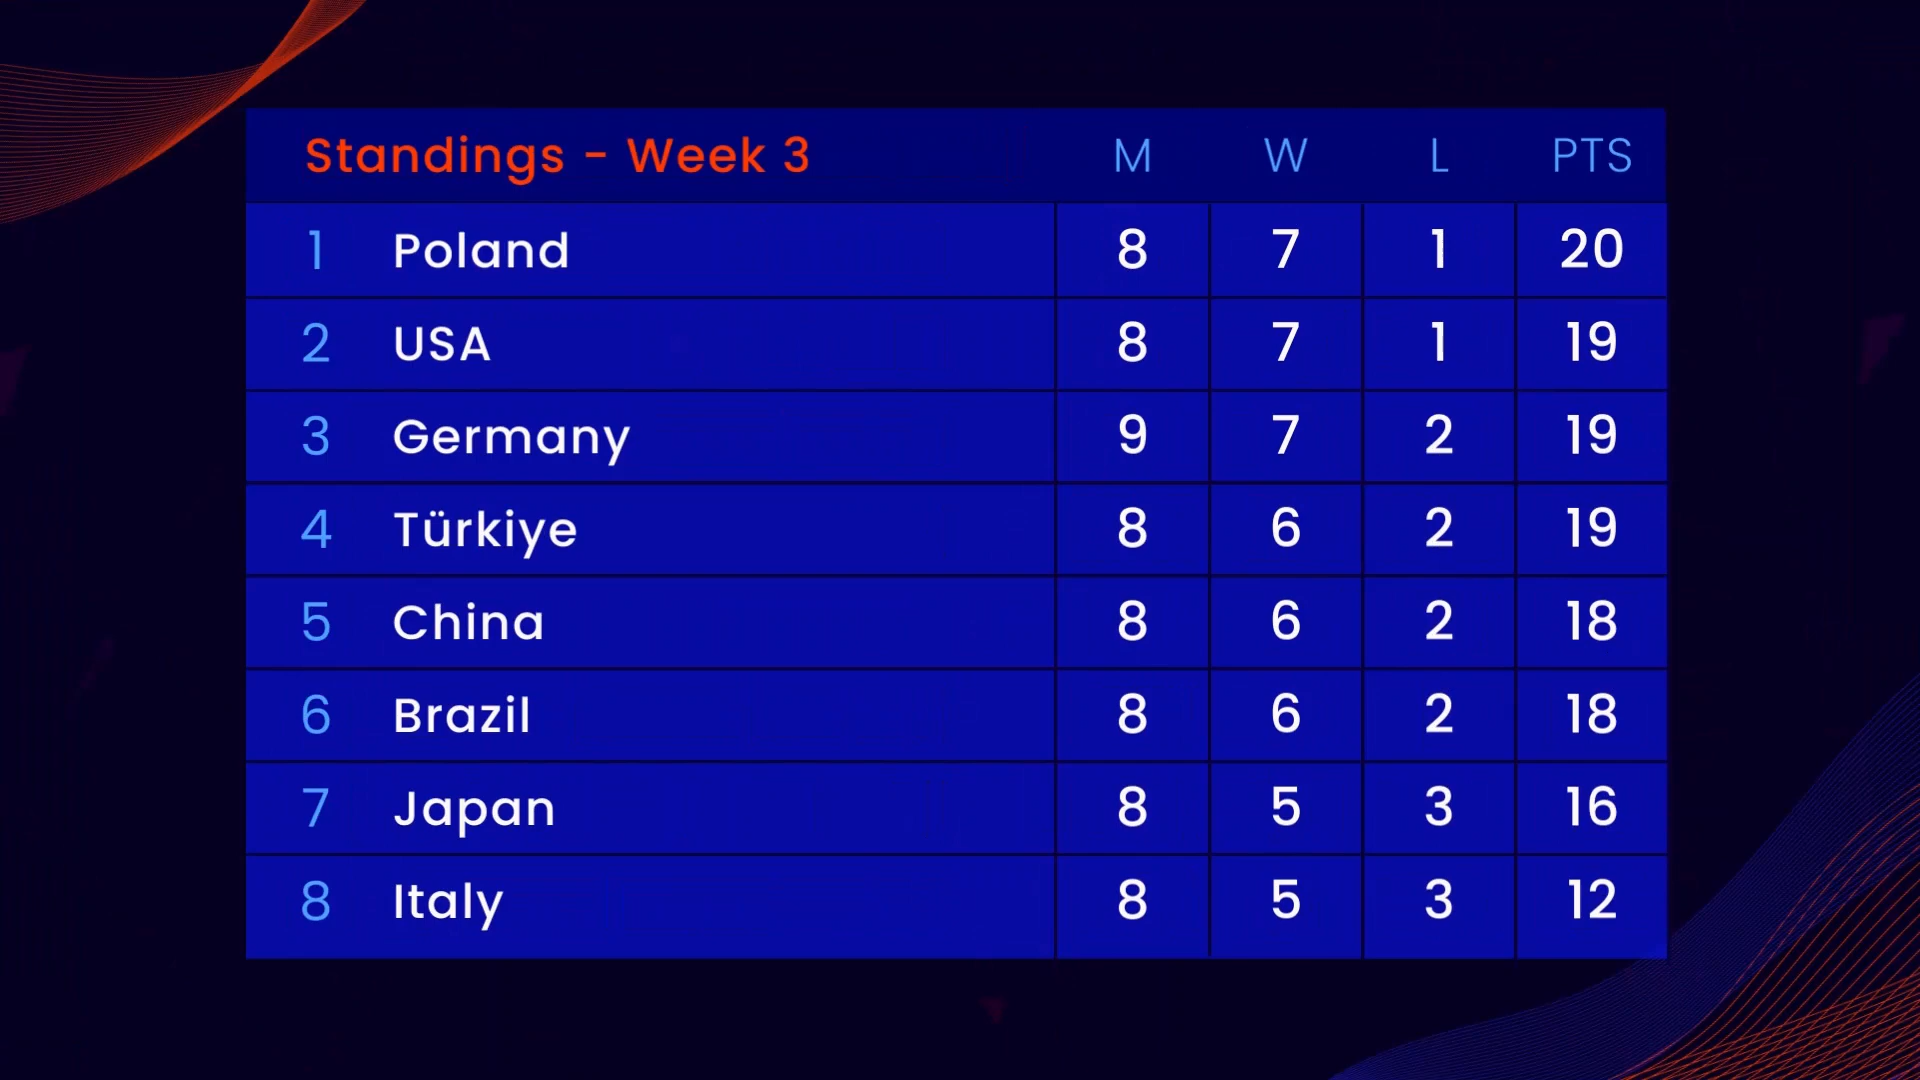 Standings - Week 3 M W L PTS
1 Poland 8 7 1 20
2 USA 8 7 1 19
3 Germany 9 7 2 19
4 Türkiye 8 6 2 19
5 China 8 6 2 18
6 Brazil 8 6 2 18
7 Japan 8 5 3 16
8 Italy 8 5 3 12